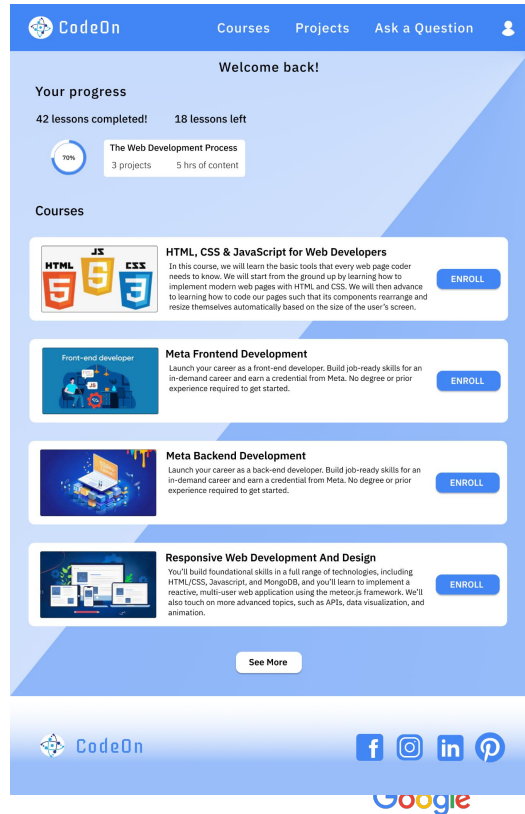 CodeOn
Courses Projects Ask a Question
Welcome back!
Your progress
42 lessons completed! 18 lessons left
70%
The Web Development Process
3 projects 5 hrs of content
Courses
HTML JS CSS
5 5 3
HTML, CSS & JavaScript for Web Developers
In this course, we will learn the basic tools that every web page coder
needs to know. We will start from the ground up by learning how to
implement modern web pages with HTML and CSS. We will then advance
to learning how to code our pages such that its components rearrange and
resize themselves automatically based on the size of the user's screen.
ENROLL
Front-end developer
JS
Meta Frontend Development
Launch your career as a front-end developer. Build job-ready skills for an
in-demand career and earn a credential from Meta. No degree or prior
experience required to get started.
ENROLL
Meta Backend Development
Launch your career as a back-end developer. Build job-ready skills for an
in-demand career and earn a credential from Meta. No degree or prior
experience required to get started.
ENROLL
Responsive Web Development And Design
You'll build foundational skills in a full range of technologies, including
HTML/CSS, Javascript, and MongoDB, and you'll learn to implement a
reactive, multi-user web application using the meteor.js framework. We'll
also touch on more advanced topics, such as APIs, data visualization, and
animation.
ENROLL
See More
CodeOn
f in
Google